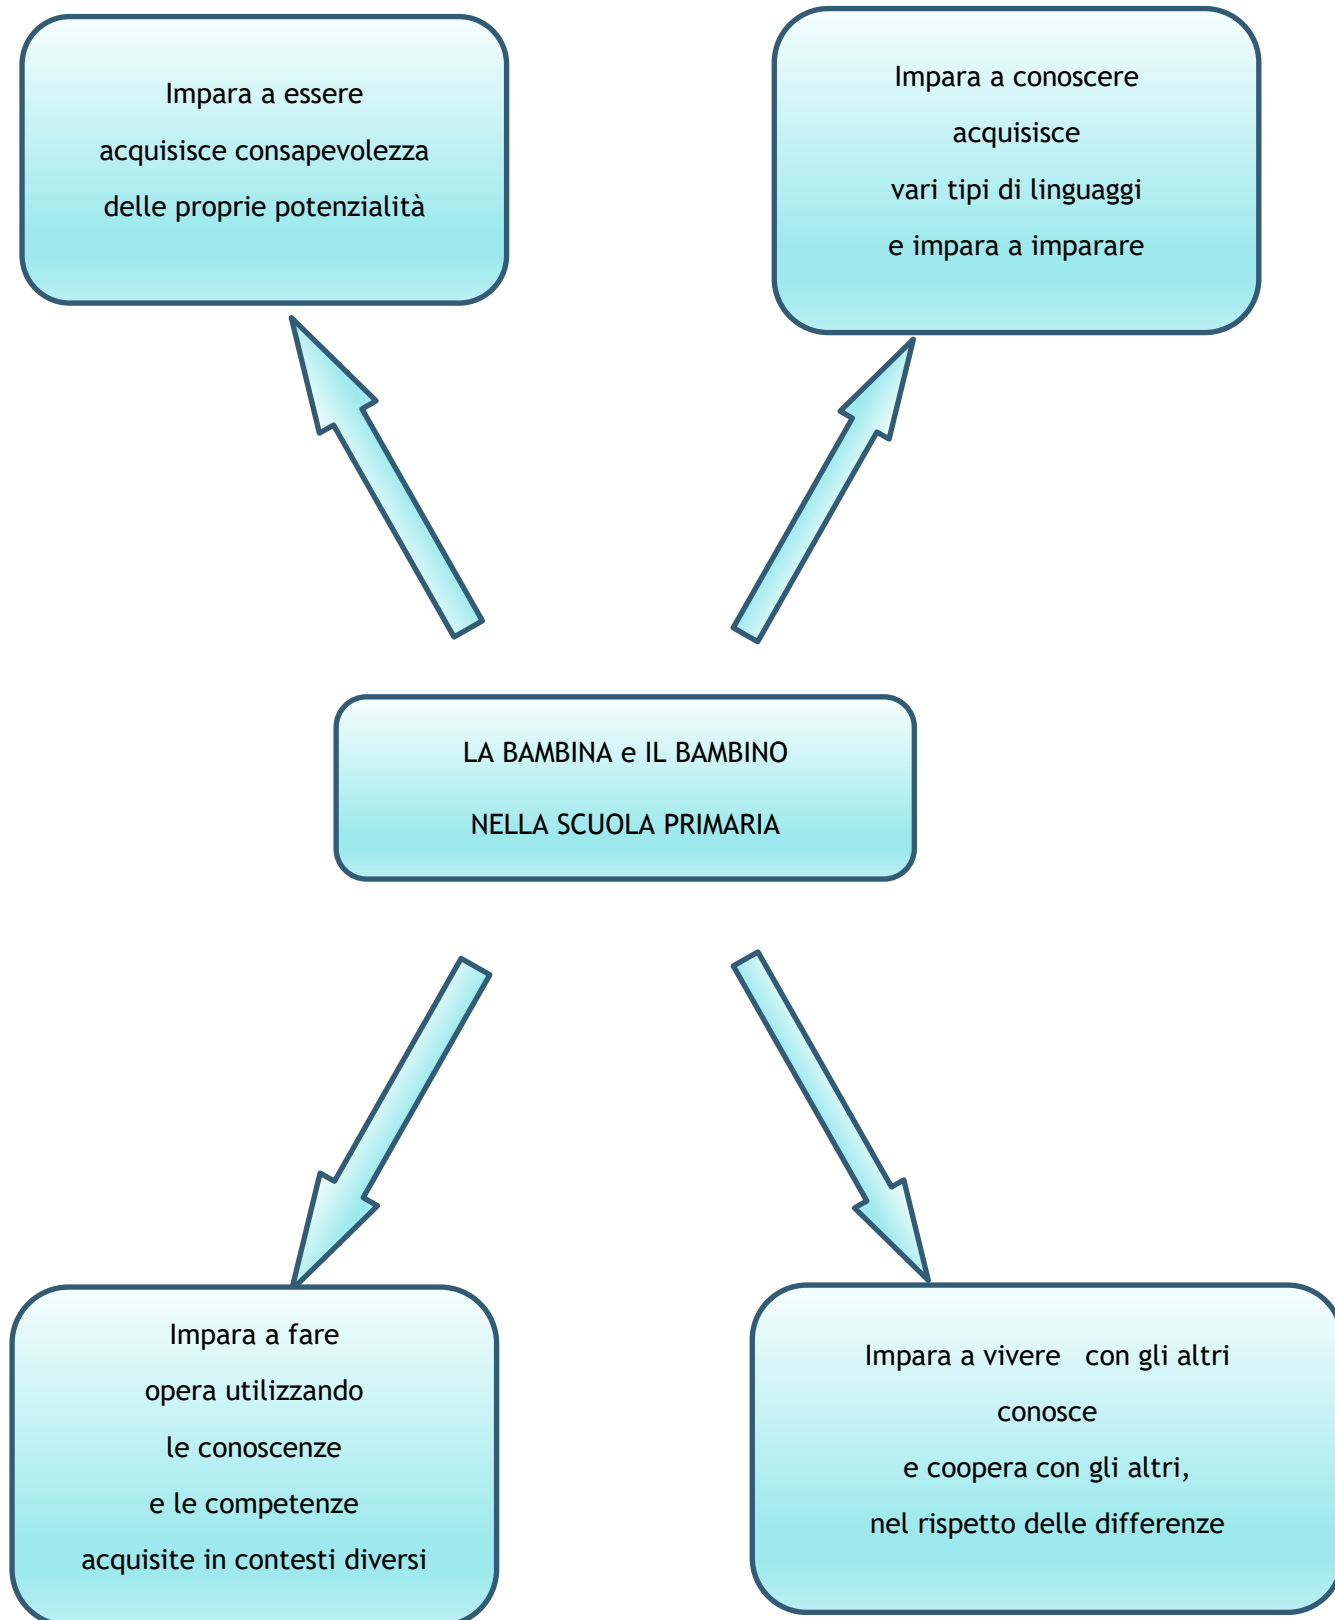 Impara a essere
acquisisce consapevolezza
delle proprie potenzialità
Impara a conoscere
acquisisce
vari tipi di linguaggi
e impara a imparare
LA BAMBINA e IL BAMBINO
NELLA SCUOLA PRIMARIA
Impara a fare
opera utilizzando
le conoscenze
e le competenze
acquisite in contesti diversi
Impara a vivere   con gli altri
conosce
e coopera con gli altri,
nel rispetto delle differenze